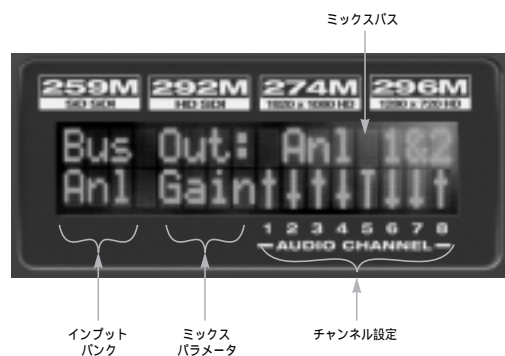 ミックスバス
259M 292M 274M 296M
SD SDI HD SDI 1920 x 1080 HD 1280 x 720 HD
Bus Out: Anl 1&2
Anl Gain↑↓↑↓T↓↓↑
1 2 3 4 5 6 7 8
AUDIO CHANNEL
インプット バンク
ミックス パラメータ
チャンネル設定